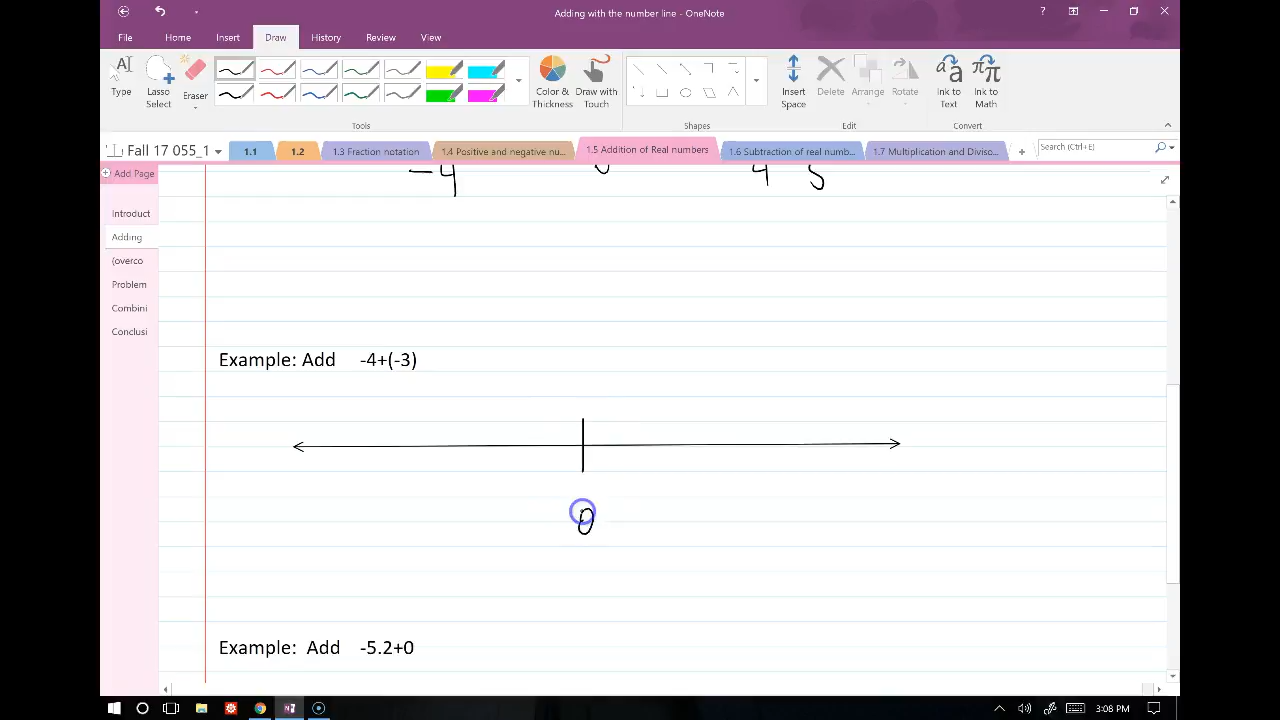 Adding with the number line - OneNote
?
File Home Insert Draw History Review View
Type
Lasso Select
Eraser
Color & Thickness
Draw with Touch
Insert Space
Delete
Arrange
Rotate
Ink to Text
Ink to Math
Tools Shapes Edit Convert
Fall 17 055_1 1.1 1.2 1.3 Fraction notation 1.4 Positive and negative nu... 1.5 Addition of Real numbers 1.6 Subtraction of real numb... 1.7 Multiplication and Diviso... + Search (Ctrl+E)
Add Page
Introduct
Adding
(overco
Problem
Combini
Conclusi
-4 0 4 5
Example: Add -4+(-3)
0
Example: Add -5.2+0
3:08 PM